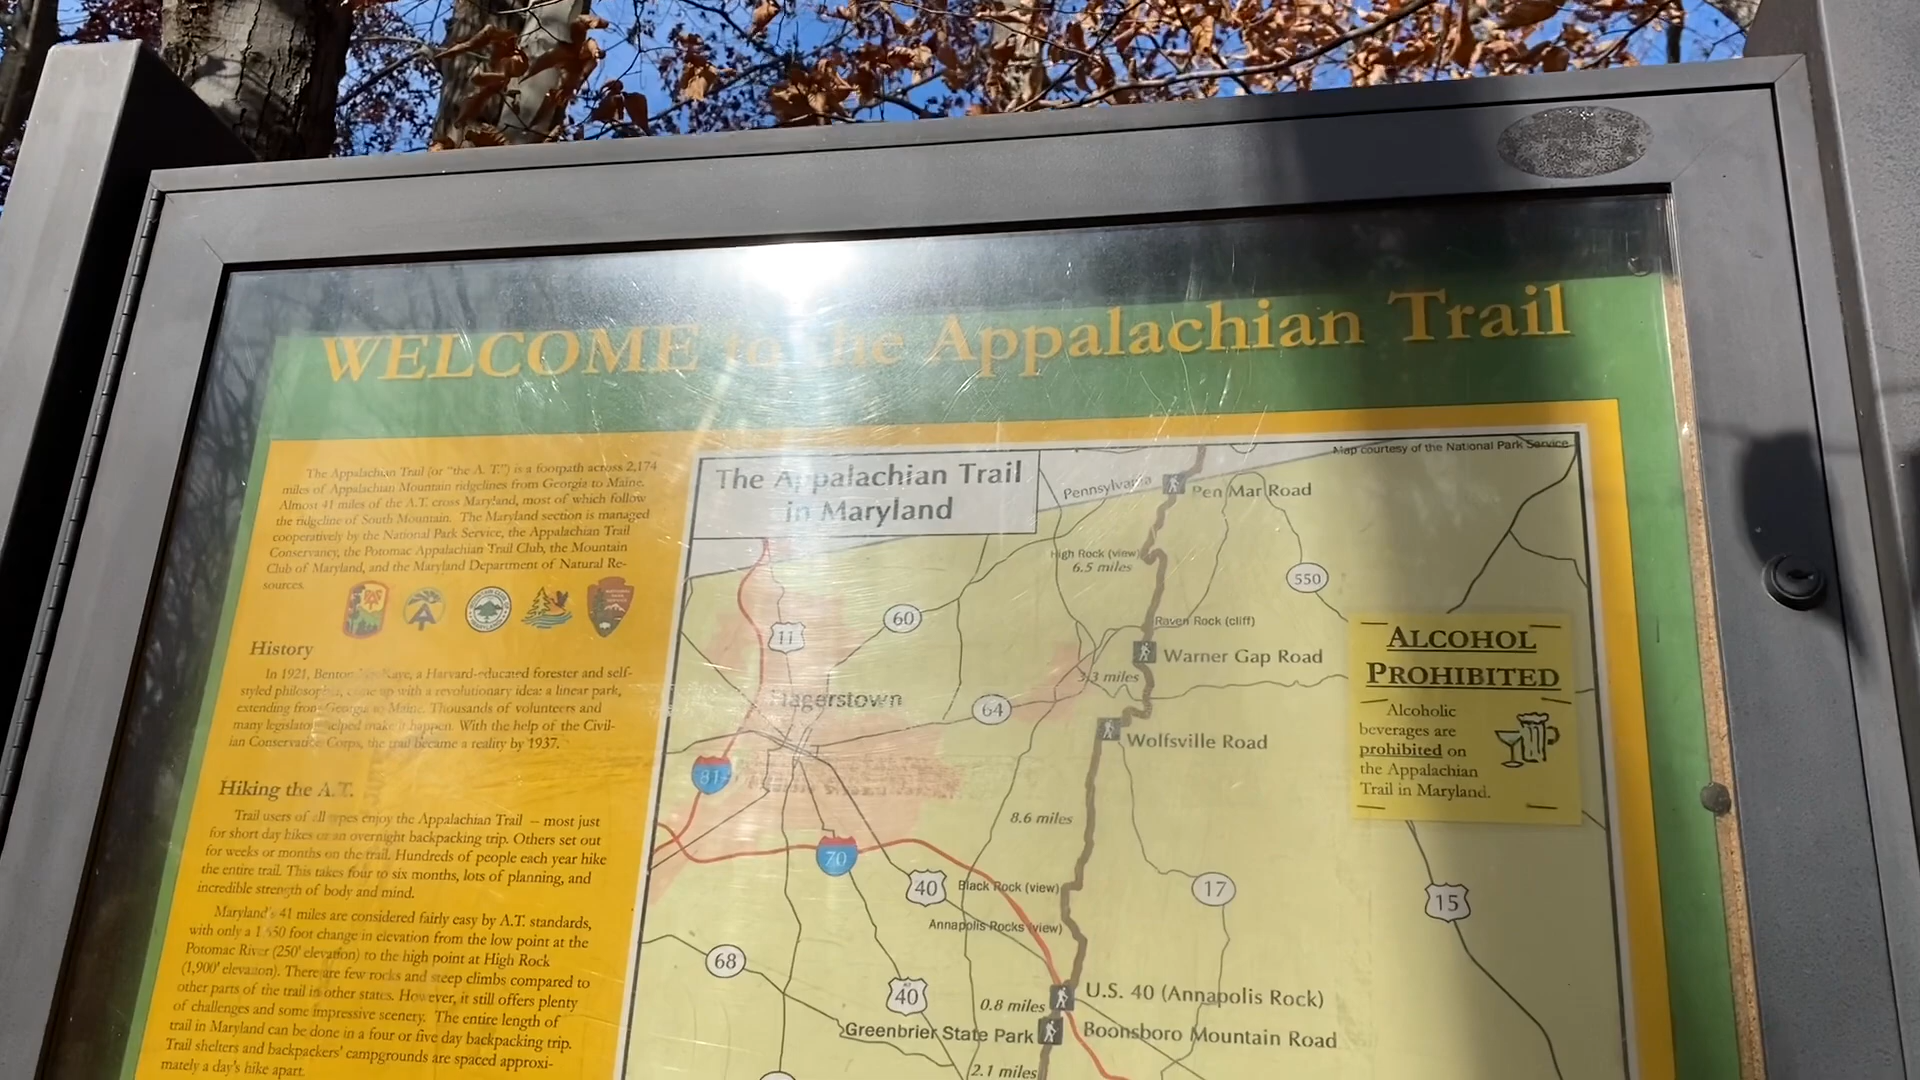 WELCOME to the Appalachian Trail
The Appalachian Trail (or "the A. T.") is a footpath across 2,174
miles of Appalachian Mountain ridgelines from Georgia to Maine.
Almost 41 miles of the A.T. cross Maryland, most of which follow
the ridgeline of South Mountain. The Maryland section is managed
cooperatively by the National Park Service, the Appalachian Trail
Conservancy, the Potomac Appalachian Trail Club, the Mountain
Club of Maryland, and the Maryland Department of Natural Re-
sources.
History
In 1921, Benton Kaye, a Harvard-educated forester and self-
styled philosopher, came up with a revolutionary idea: a linear park,
extending from Georgia to Maine. Thousands of volunteers and
many legislators helped make it happen. With the help of the Civil-
ian Conservation Corps, the trail became a reality by 1937.
Hiking the A.T.
Trail users of all types enjoy the Appalachian Trail – most just
for short day hikes or an overnight backpacking trip. Others set out
for weeks or months on the trail. Hundreds of people each year hike
the entire trail. This takes four to six months, lots of planning, and
incredible strength of body and mind.
Maryland's 41 miles are considered fairly easy by A.T. standards,
with only a 1,650 foot change in elevation from the low point at the
Potomac River (250' elevation) to the high point at High Rock
(1,900' elevation). There are few rocks and steep climbs compared to
other parts of the trail in other states. However, it still offers plenty
of challenges and some impressive scenery. The entire length of
trail in Maryland can be done in a four or five day backpacking trip.
Trail shelters and backpackers' campgrounds are spaced approxi-
mately a day's hike apart.
The Appalachian Trail
in Maryland
Map courtesy of the National Park Service
Pennsylvania
Pen Mar Road
High Rock (view)
6.5 miles
550
60
11
Raven Rock (cliff)
Warner Gap Road
3.3 miles
Hagerstown
64
Wolfsville Road
81
8.6 miles
70
40
Black Rock (view)
17
15
Annapolis Rocks (view)
68
40
0.8 miles
U.S. 40 (Annapolis Rock)
Greenbrier State Park
Boonsboro Mountain Road
2.1 miles
ALCOHOL
PROHIBITED
Alcoholic
beverages are
prohibited on
the Appalachian
Trail in Maryland.